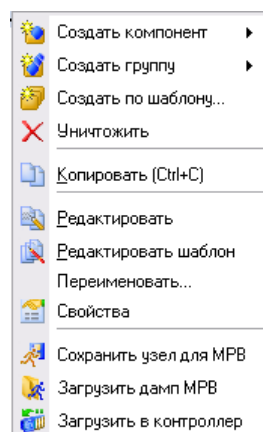 Создать компонент
Создать группу
Создать по шаблону...
Уничтожить
Копировать (Ctrl+C)
Редактировать
Редактировать шаблон
Переименовать...
Свойства
Сохранить узел для МРВ
Загрузить дамп МРВ
Загрузить в контроллер